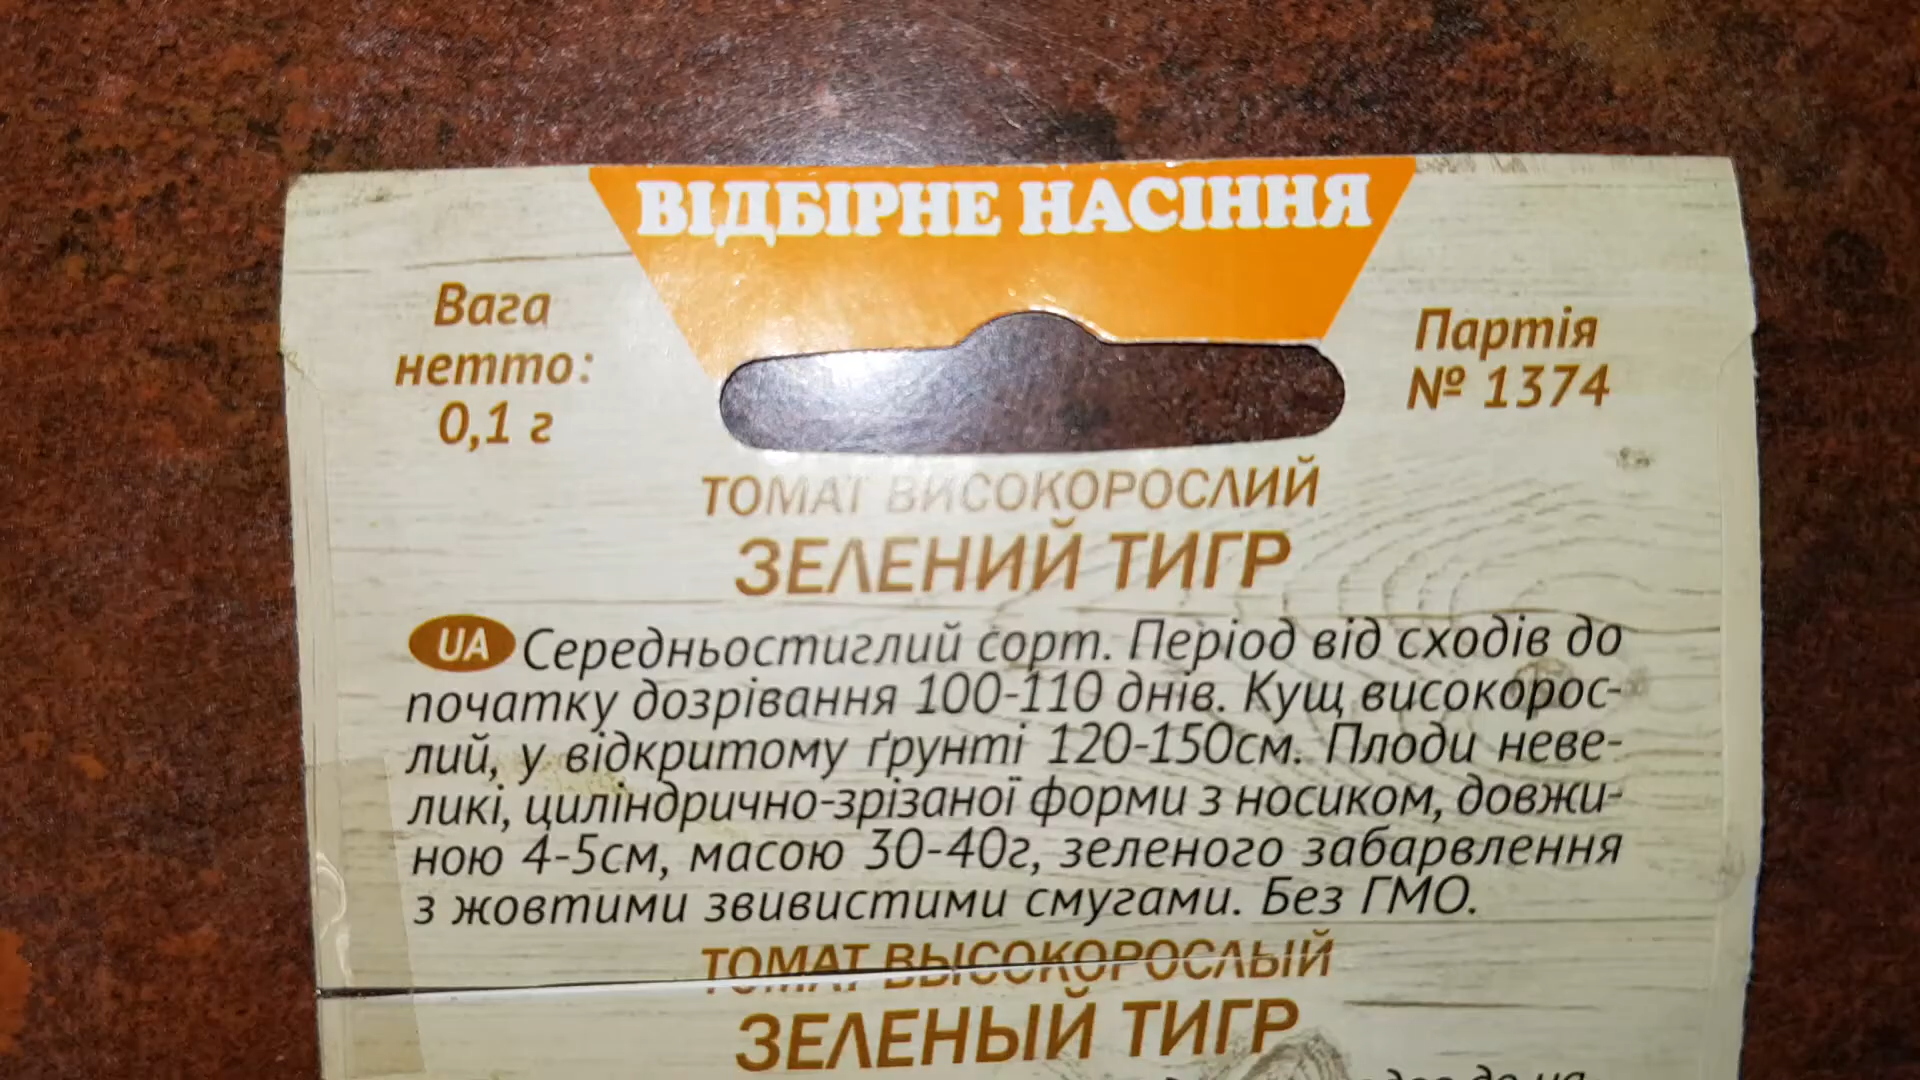 ВІДБІРНЕ НАСІННЯ
Вага
нетто:
0,1 г
Партія
№ 1374
ТОМАТ ВИСОКОРОСЛИЙ
ЗЕЛЕНИЙ ТИГР
UA Середньостиглий сорт. Період від сходів до
початку дозрівання 100-110 днів. Кущ високорос-
лий, у відкритому ґрунті 120-150см. Плоди неве-
ликі, циліндрично-зрізаної форми з носиком, довжи-
ною 4-5см, масою 30-40г, зеленого забарвлення
з жовтими звивистими смугами. Без ГМО.
ТОМАТ ВЫСОКОРОСЛЫЙ
ЗЕЛЕНЫЙ ТИГР